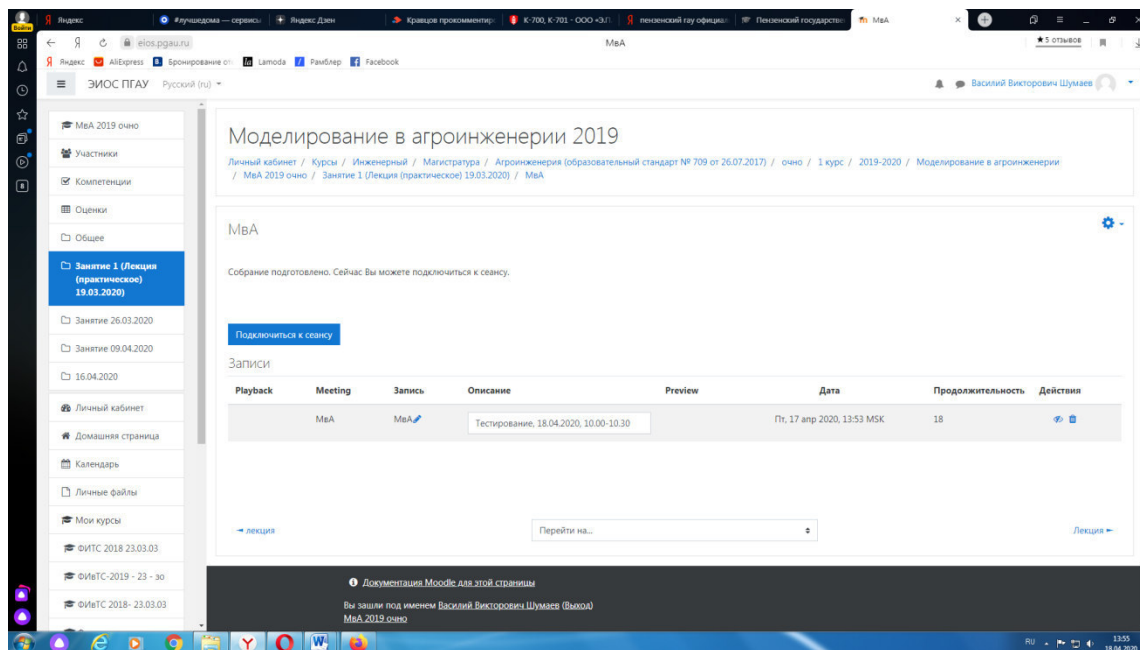 Войти
Яндекс
#лучшедома — сервисы
Яндекс Дзен
Кравцов прокомментир
К-700, К-701 - ООО «З.П
пензенский гау официал
Пензенский государстве
МвА
eios.pgau.ru
МвА
★5 отзывов
Яндекс
AliExpress
Бронирование от
Lamoda
Рамблер
Facebook
ЭИОС ПГАУ Русский (ru)
Василий Викторович Шумаев
МвА 2019 очно
Участники
Компетенции
Оценки
Общее
Занятие 1 (Лекция
(практическое)
19.03.2020)
Занятие 26.03.2020
Занятие 09.04.2020
16.04.2020
Личный кабинет
Домашняя страница
Календарь
Личные файлы
Мои курсы
ФИТС 2018 23.03.03
ФИвТС-2019 - 23 - зо
ФИвТС 2018- 23.03.03
Моделирование в агроинженерии 2019
Личный кабинет / Курсы / Инженерный / Магистратура / Агроинженерия (образовательный стандарт № 709 от 26.07.2017) / очно / 1 курс / 2019-2020 / Моделирование в агроинженерии
/ МвА 2019 очно / Занятие 1 (Лекция (практическое) 19.03.2020) / МвА
МвА
Собрание подготовлено. Сейчас Вы можете подключиться к сеансу.
Подключиться к сеансу
Записи
Playback Meeting Запись Описание Preview Дата Продолжительность Действия
МвА МвА Тестирование, 18.04.2020, 10.00-10.30 Пт, 17 апр 2020, 13:53 MSK 18
◄ лекция
Перейти на...
Лекция ►
Документация Moodle для этой страницы
Вы зашли под именем Василий Викторович Шумаев (Выход)
МвА 2019 очно
RU
13:55
18.04.2020